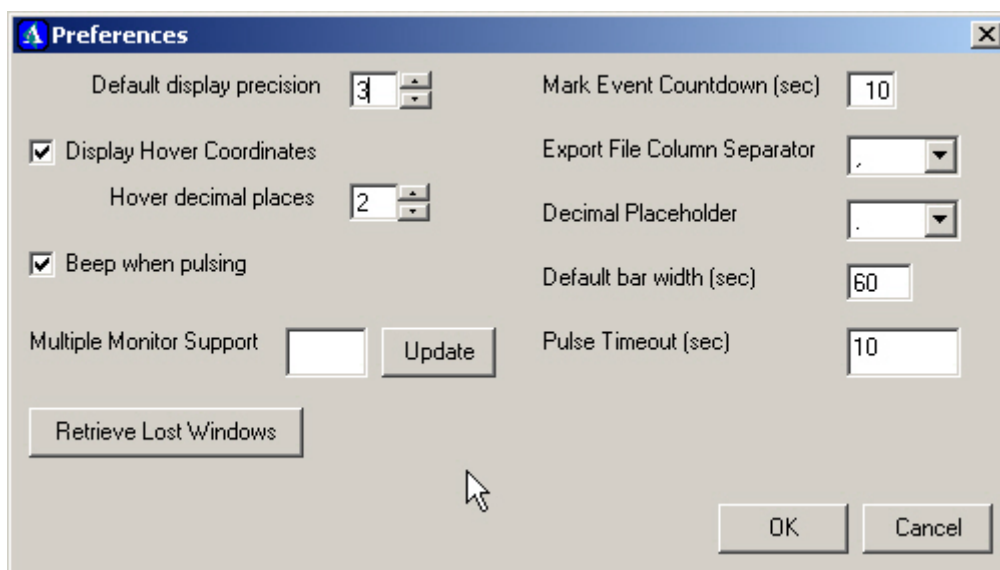 Preferences
Default display precision 3
Display Hover Coordinates
Hover decimal places 2
Beep when pulsing
Multiple Monitor Support Update
Retrieve Lost Windows
Mark Event Countdown (sec) 10
Export File Column Separator ,
Decimal Placeholder .
Default bar width (sec) 60
Pulse Timeout (sec) 10
OK Cancel